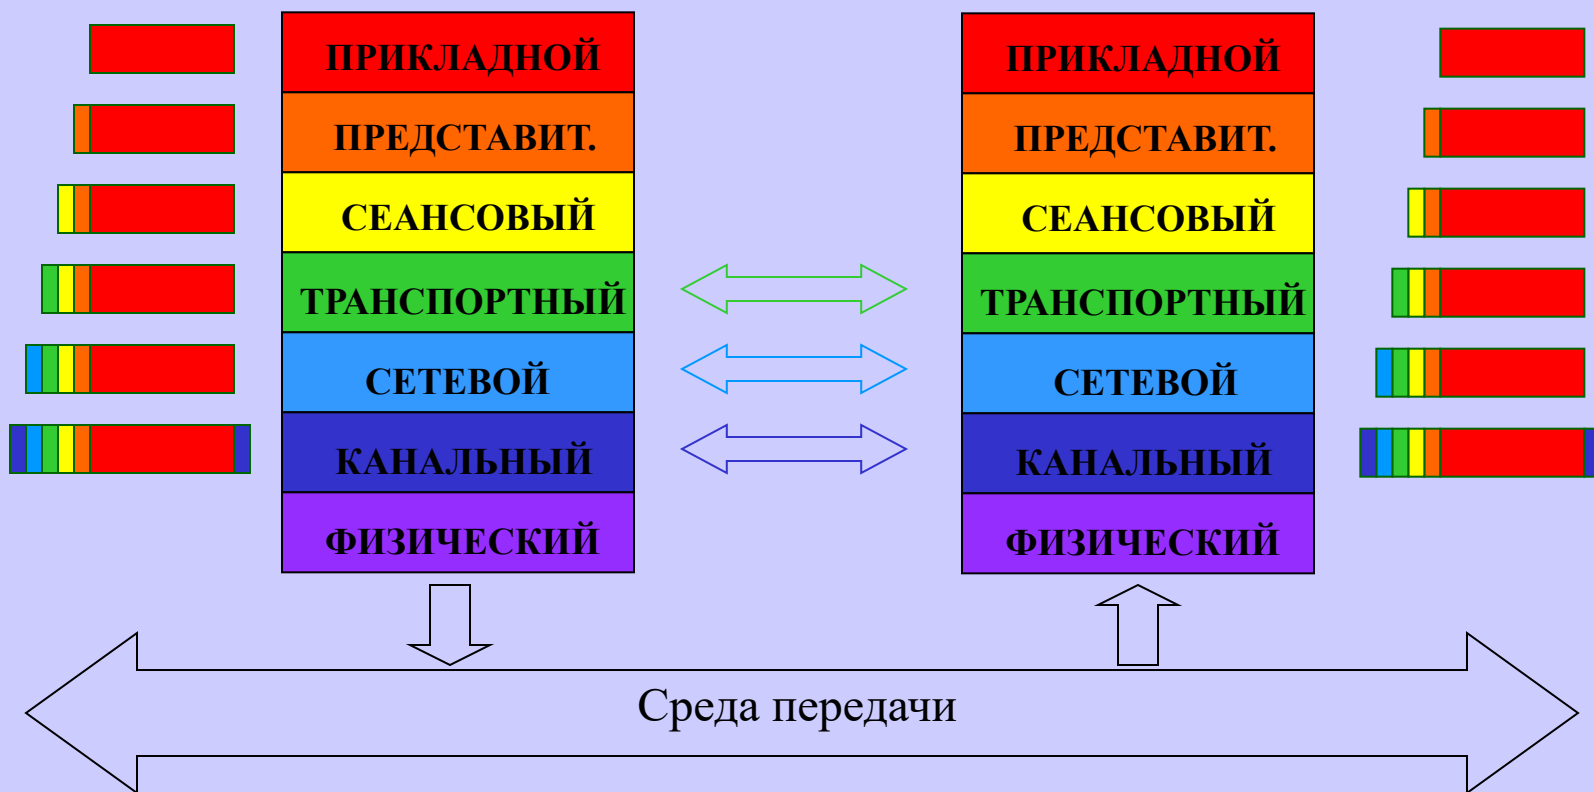 ПРИКЛАДНОЙ
ПРЕДСТАВИТ.
СЕАНСОВЫЙ
ТРАНСПОРТНЫЙ
СЕТЕВОЙ
КАНАЛЬНЫЙ
ФИЗИЧЕСКИЙ
ПРИКЛАДНОЙ
ПРЕДСТАВИТ.
СЕАНСОВЫЙ
ТРАНСПОРТНЫЙ
СЕТЕВОЙ
КАНАЛЬНЫЙ
ФИЗИЧЕСКИЙ
Среда передачи